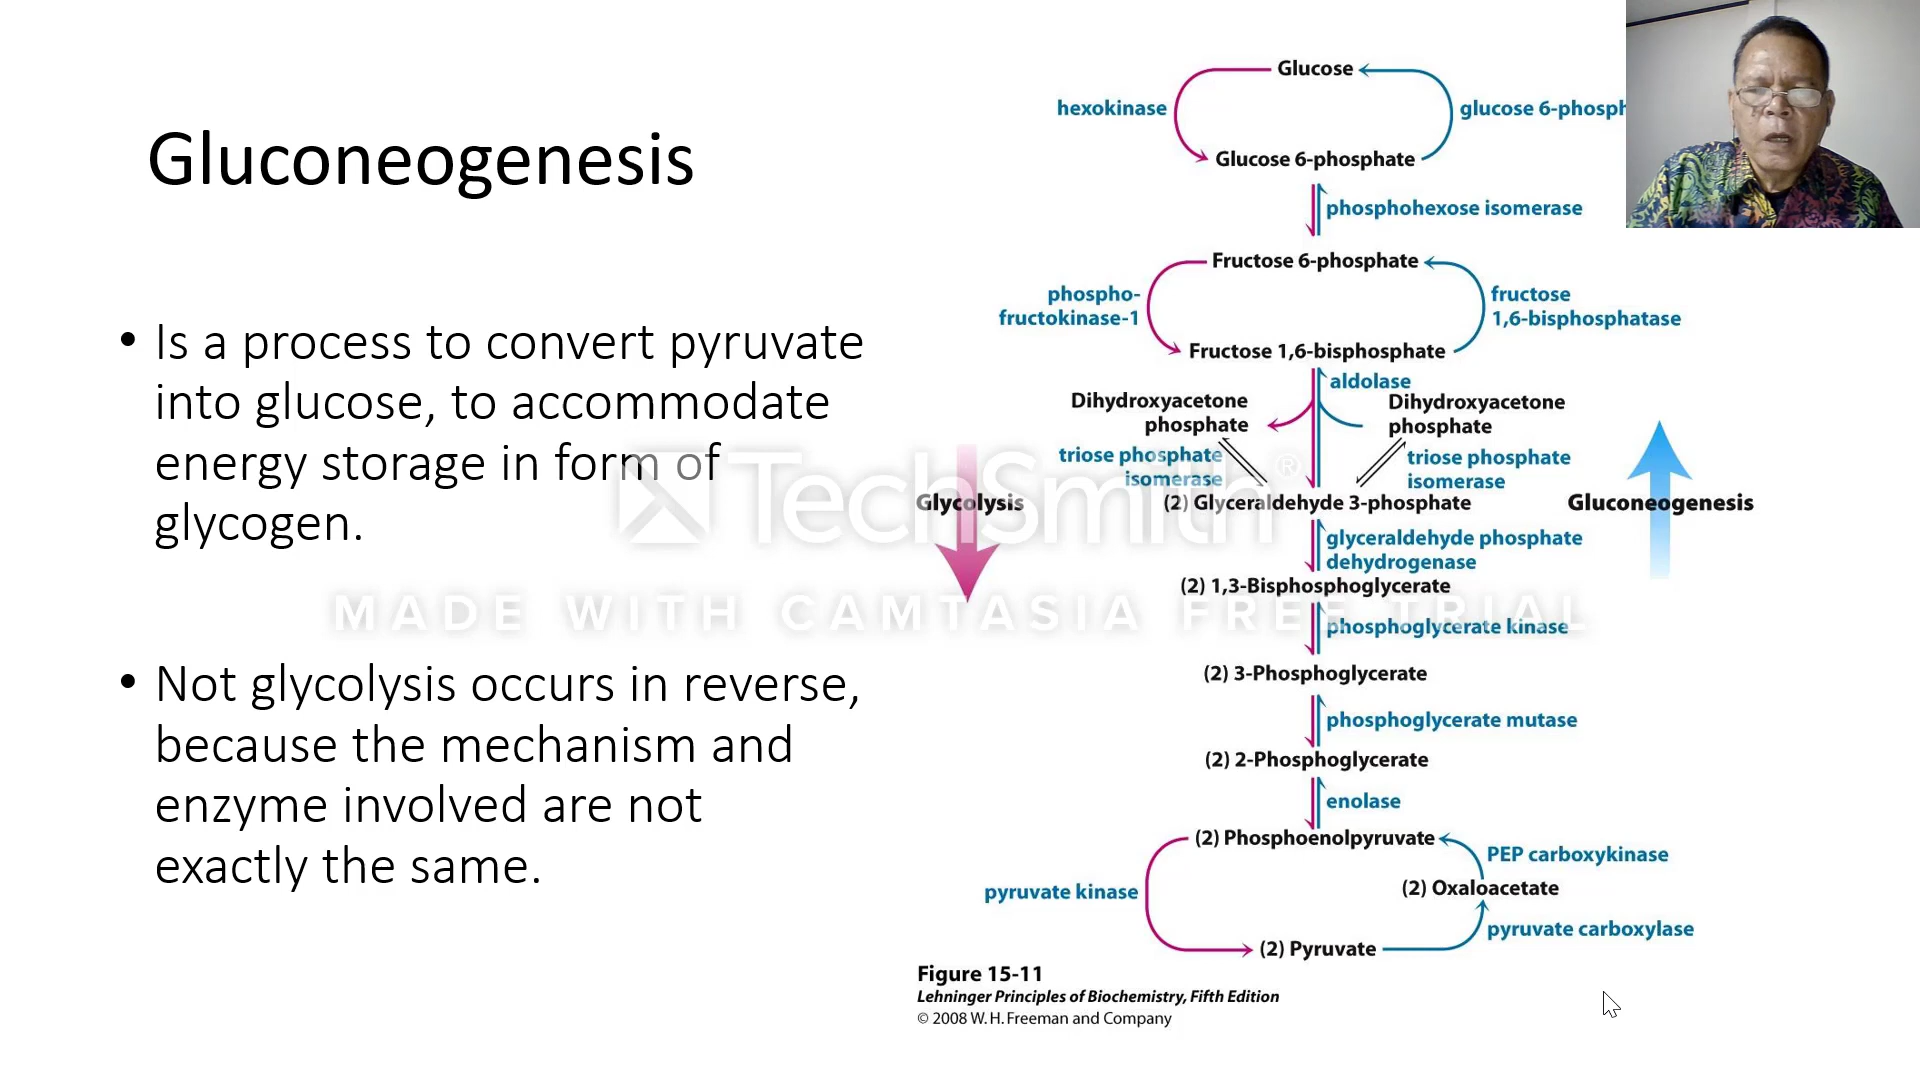 Gluconeogenesis
• Is a process to convert pyruvate
into glucose, to accommodate
energy storage in form of
glycogen.
• Not glycolysis occurs in reverse,
because the mechanism and
enzyme involved are not
exactly the same.
Glucose
hexokinase
glucose 6-phosph
Glucose 6-phosphate
phosphohexose isomerase
Fructose 6-phosphate
phospho-
fructokinase-1
fructose
1,6-bisphosphatase
Fructose 1,6-bisphosphate
aldolase
Dihydroxyacetone
phosphate
Dihydroxyacetone
phosphate
triose phosphate
isomerase
triose phosphate
isomerase
Glycolysis
(2) Glyceraldehyde 3-phosphate
Gluconeogenesis
glyceraldehyde phosphate
dehydrogenase
(2) 1,3-Bisphosphoglycerate
phosphoglycerate kinase
(2) 3-Phosphoglycerate
phosphoglycerate mutase
(2) 2-Phosphoglycerate
enolase
(2) Phosphoenolpyruvate
PEP carboxykinase
(2) Oxaloacetate
pyruvate kinase
pyruvate carboxylase
(2) Pyruvate
Figure 15-11
Lehninger Principles of Biochemistry, Fifth Edition
© 2008 W. H. Freeman and Company
TechSmith®
MADE WITH CAMTASIA FREE TRIAL